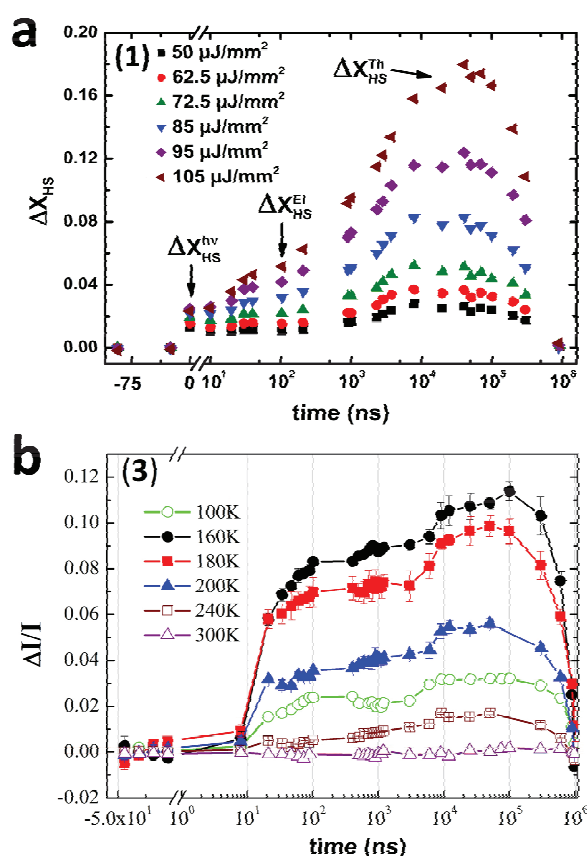 a
(1)
50 µJ/mm²
62.5 µJ/mm²
72.5 µJ/mm²
85 µJ/mm²
95 µJ/mm²
105 µJ/mm²
ΔX_HS^hν
ΔX_HS^El
ΔX_HS^Th
ΔX_HS
0.20
0.16
0.12
0.08
0.04
0.00
-75 0 10¹ 10² 10³ 10⁴ 10⁵ 10⁶
time (ns)
b
(3)
100K
160K
180K
200K
240K
300K
ΔI/I
0.12
0.10
0.08
0.06
0.04
0.02
0.00
-0.02
-5.0x10¹ 10⁰ 10¹ 10² 10³ 10⁴ 10⁵ 10⁶
time (ns)